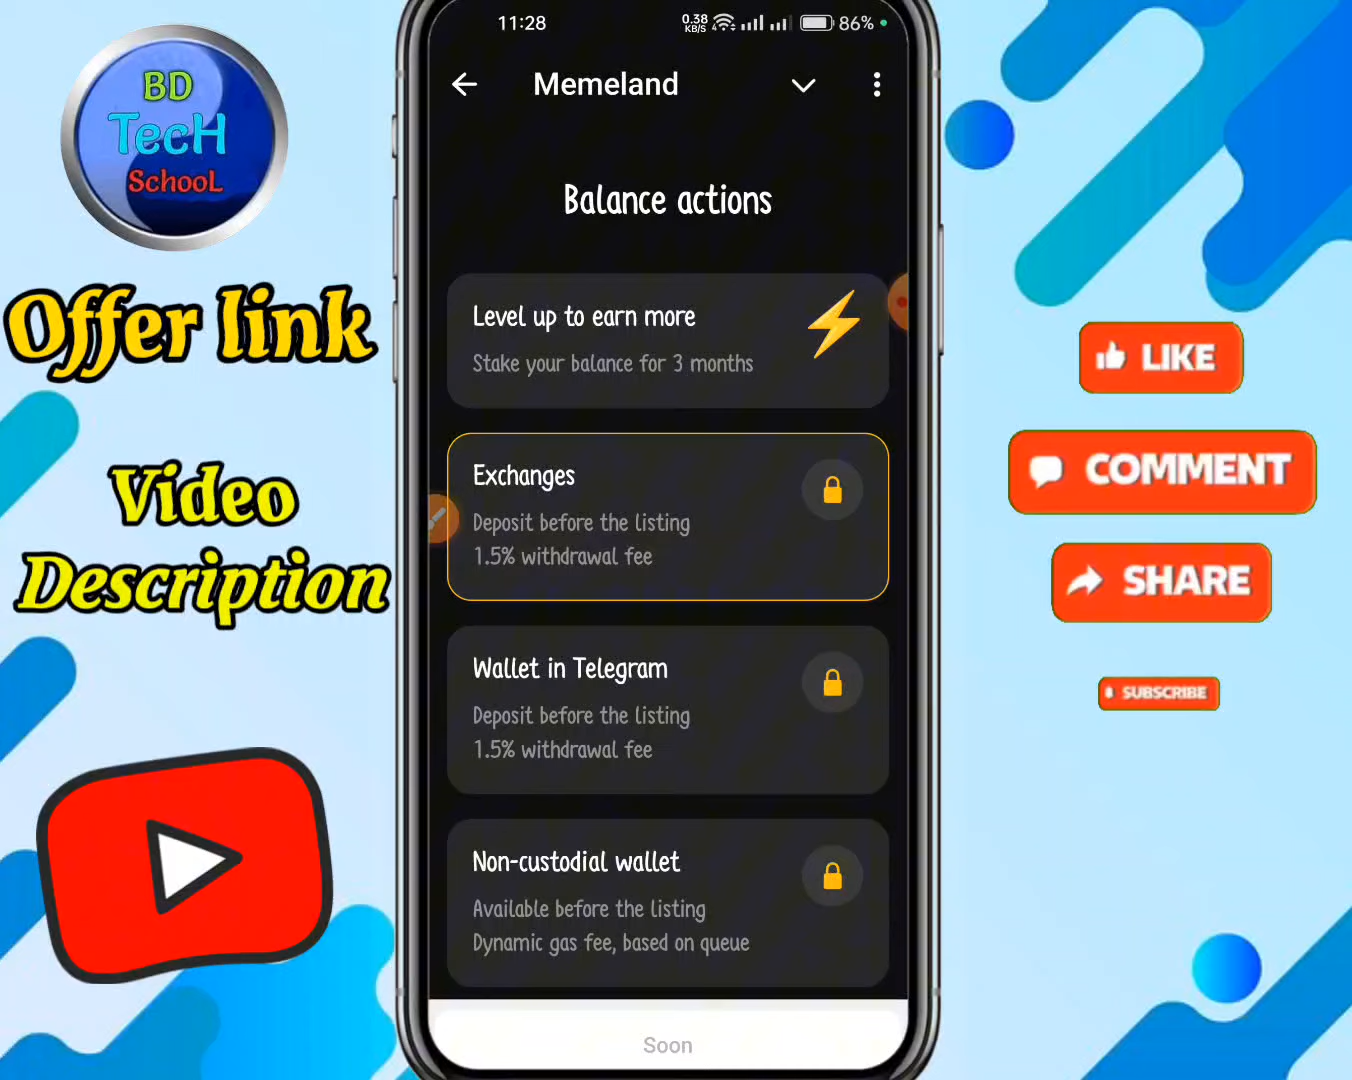 BD
TecH
SchooL
Offer link
Video
Description
11:28
0.38
KB/S
86%
Memeland
Balance actions
Level up to earn more
Stake your balance for 3 months
Exchanges
Deposit before the listing
1.5% withdrawal fee
Wallet in Telegram
Deposit before the listing
1.5% withdrawal fee
Non-custodial wallet
Available before the listing
Dynamic gas fee, based on queue
Soon
LIKE
COMMENT
SHARE
SUBSCRIBE